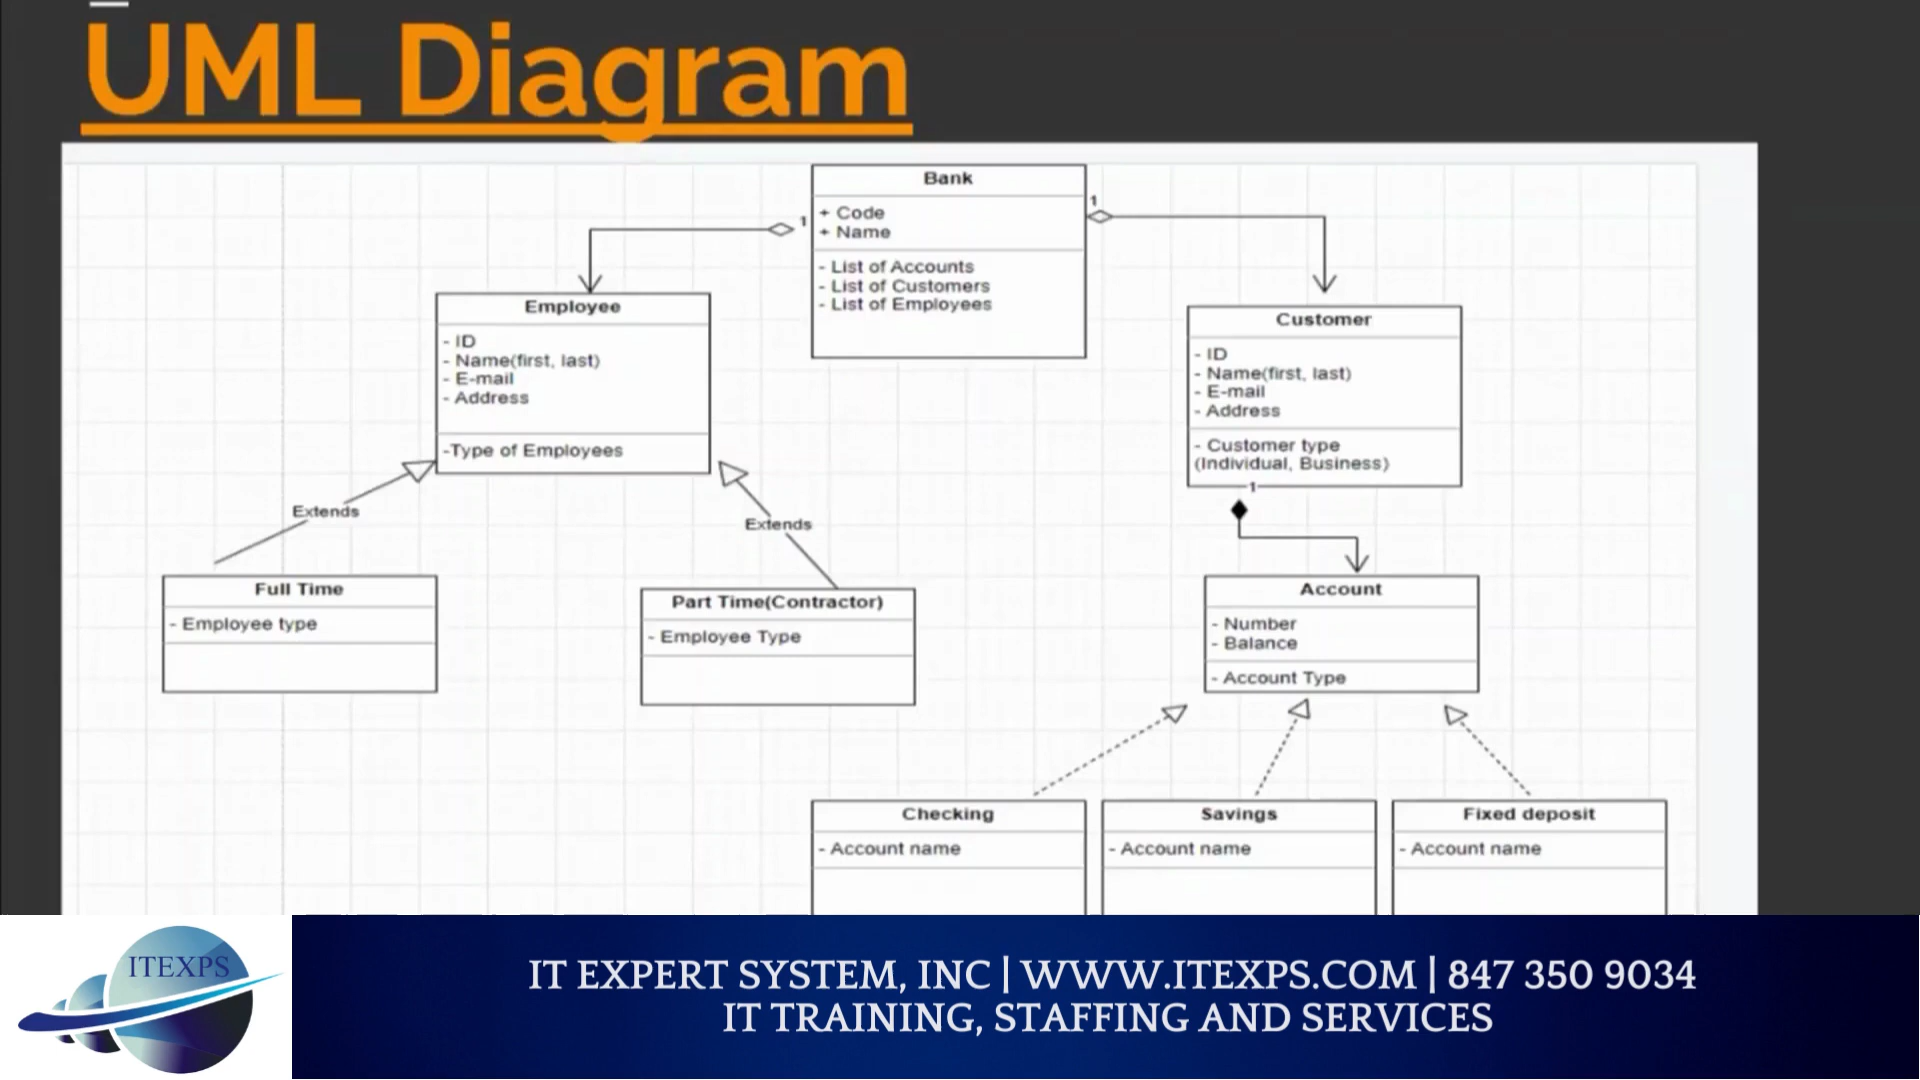 UML Diagram
Bank
+ Code
+ Name
- List of Accounts
- List of Customers
- List of Employees
1
1
Employee
- ID
- Name(first, last)
- E-mail
- Address
-Type of Employees
Customer
- ID
- Name(first, last)
- E-mail
- Address
- Customer type
(Individual, Business)
1
Extends
Extends
Full Time
- Employee type
Part Time(Contractor)
- Employee Type
Account
- Number
- Balance
- Account Type
Checking
- Account name
Savings
- Account name
Fixed deposit
- Account name
ITEXPS
IT EXPERT SYSTEM, INC | WWW.ITEXPS.COM | 847 350 9034
IT TRAINING, STAFFING AND SERVICES